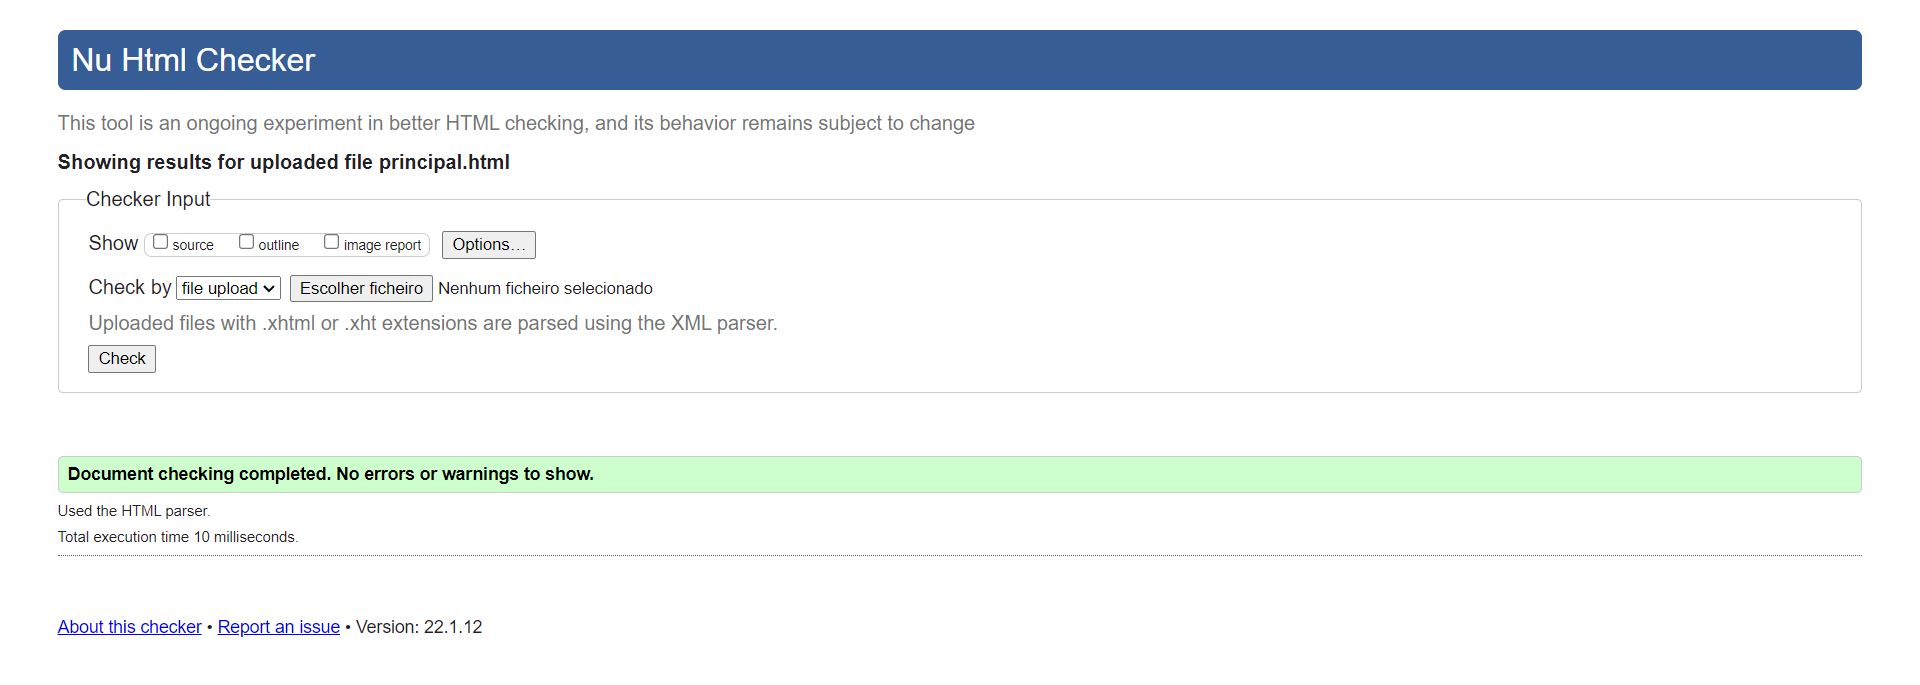 Nu Html Checker
This tool is an ongoing experiment in better HTML checking, and its behavior remains subject to change
Showing results for uploaded file principal.html
Checker Input
Show source outline image report Options...
Check by file upload Escolher ficheiro Nenhum ficheiro selecionado
Uploaded files with .xhtml or .xht extensions are parsed using the XML parser.
Check
Document checking completed. No errors or warnings to show.
Used the HTML parser.
Total execution time 10 milliseconds.
About this checker • Report an issue • Version: 22.1.12